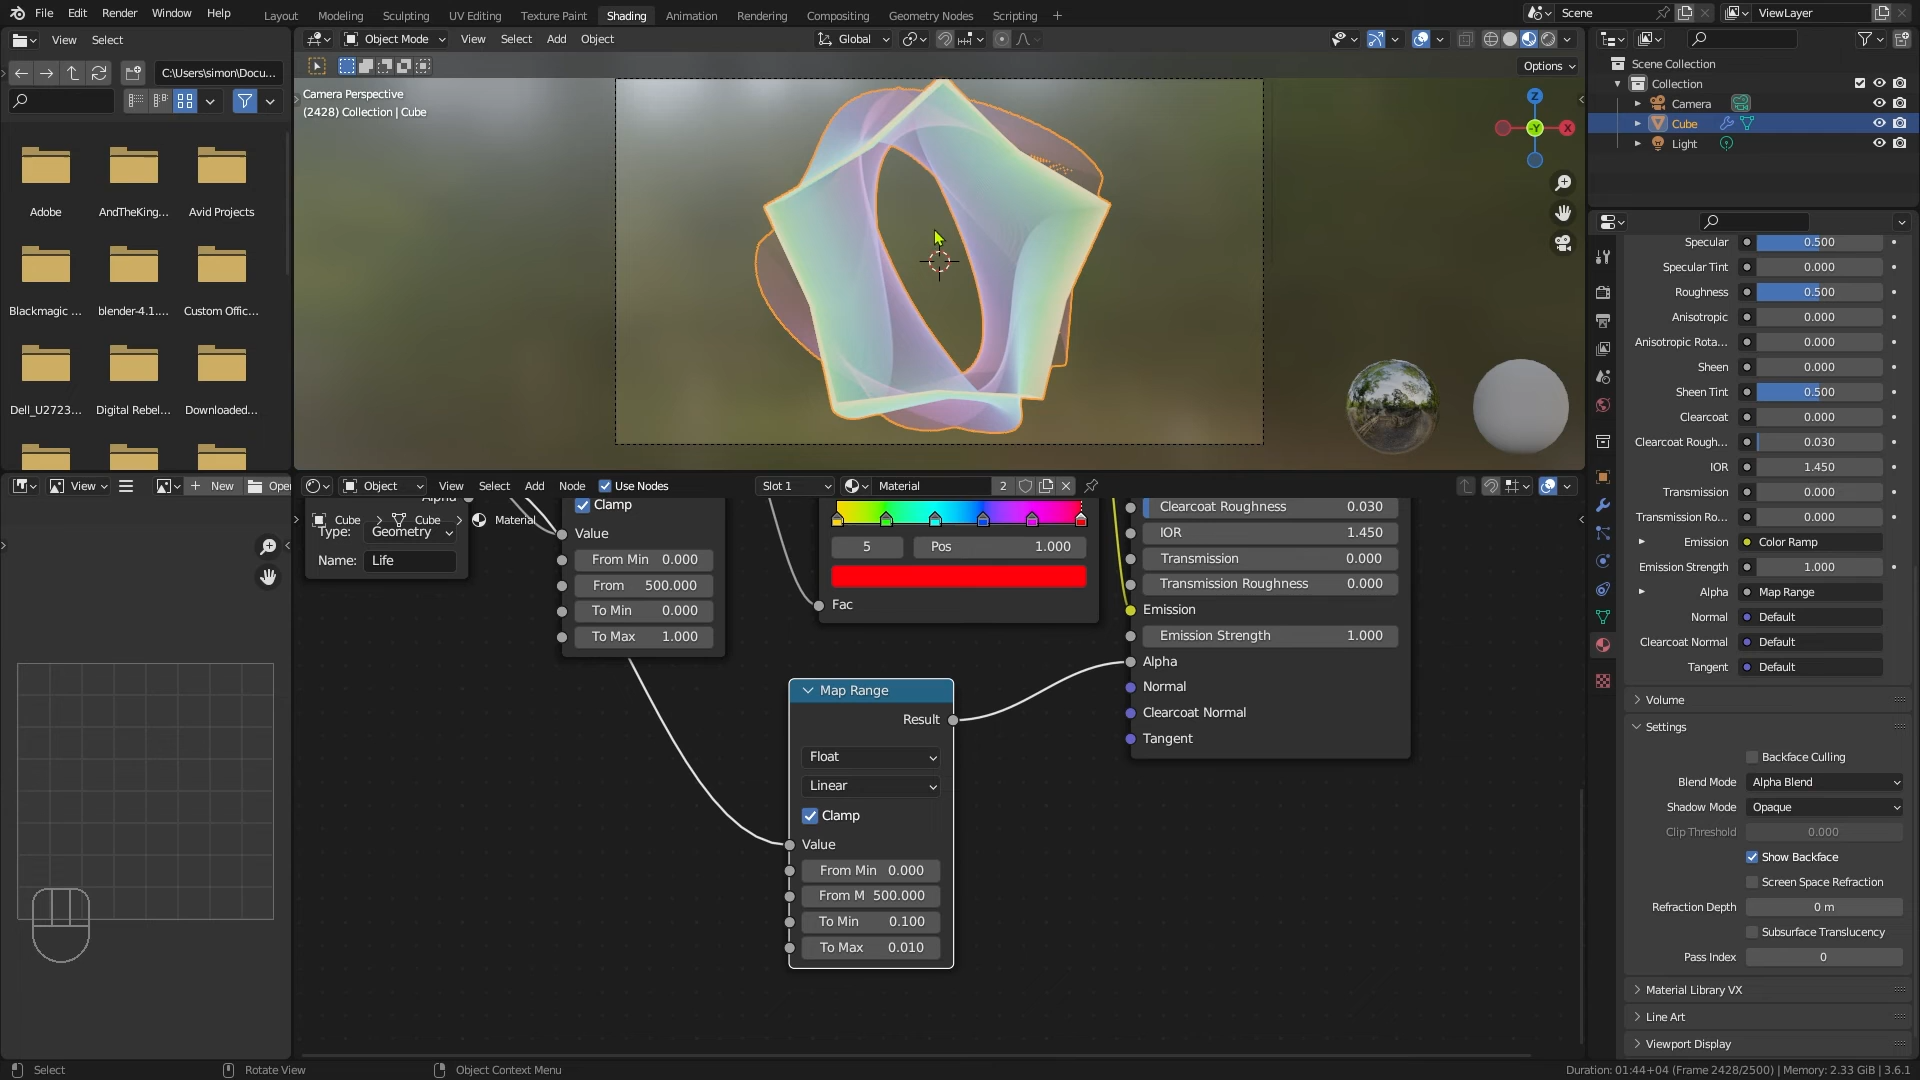 File Edit Render Window Help Layout Modeling Sculpting UV Editing Texture Paint Shading Animation Rendering Compositing Geometry Nodes Scripting + Scene ViewLayer
View Select Object Mode View Select Add Object Global
C:\Users\simon\Docu...
Options
Camera Perspective
(2428) Collection | Cube
Z
-Y
X
Adobe AndTheKing... Avid Projects
Blackmagic ... blender-4.1.... Custom Offic...
Dell_U2723... Digital Rebel... Downloaded...
Scene Collection
Collection
Camera
Cube
Light
Specular 0.500
Specular Tint 0.000
Roughness 0.500
Anisotropic 0.000
Anisotropic Rota... 0.000
Sheen 0.000
Sheen Tint 0.500
Clearcoat 0.000
Clearcoat Rough... 0.030
IOR 1.450
Transmission 0.000
Transmission Ro... 0.000
Emission Color Ramp
Emission Strength 1.000
Alpha Map Range
Normal Default
Clearcoat Normal Default
Tangent Default
Volume
Settings
Backface Culling
Blend Mode Alpha Blend
Shadow Mode Opaque
Clip Threshold 0.000
Show Backface
Screen Space Refraction
Refraction Depth 0 m
Subsurface Translucency
Pass Index 0
Material Library VX
Line Art
Viewport Display
View + New Open
Object View Select Add Node Use Nodes Slot 1 Material 2
Cube > Cube > Material
Alpha
Type: Geometry
Name: Life
Clamp
Value
From Min 0.000
From 500.000
To Min 0.000
To Max 1.000
5 Pos 1.000
Fac
Clearcoat Roughness 0.030
IOR 1.450
Transmission 0.000
Transmission Roughness 0.000
Emission
Emission Strength 1.000
Alpha
Normal
Clearcoat Normal
Tangent
Map Range
Result
Float
Linear
Clamp
Value
From Min 0.000
From M 500.000
To Min 0.100
To Max 0.010
Select Rotate View Object Context Menu Duration: 01:44+04 (Frame 2428/2500) | Memory: 2.33 GiB | 3.6.1